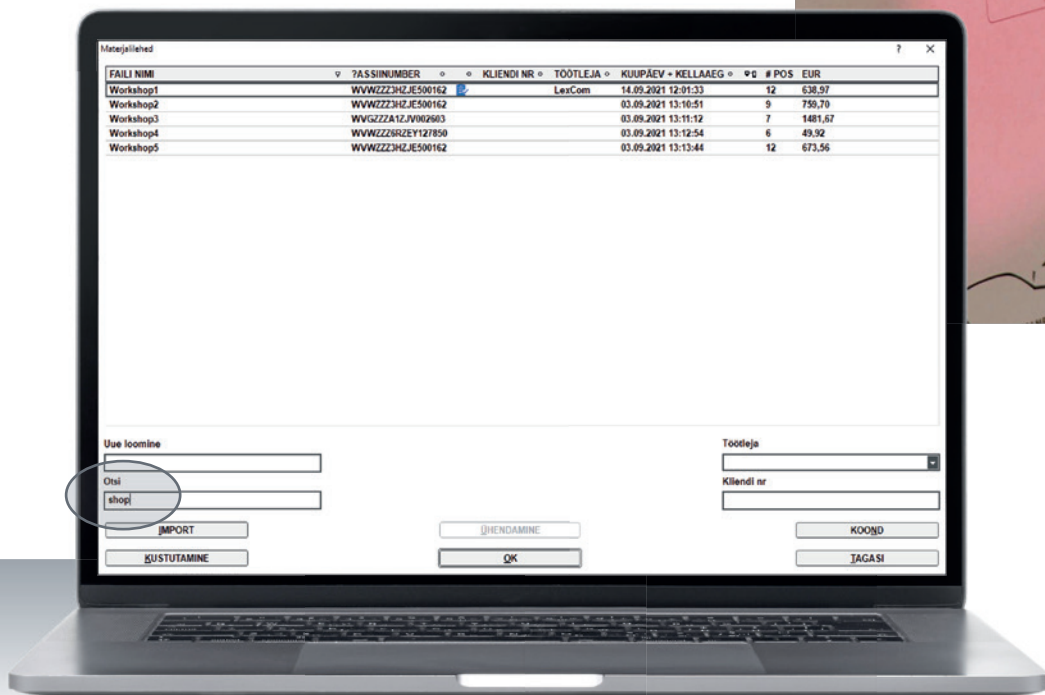 Materjalilehed ? ×
FAILI NIMI ?ASSIINUMBER KLIENDI NR TÖÖTLEJA KUUPÄEV + KELLAAEG # POS EUR
Workshop1 WVWZZZ3HZJE500162 LexCom 14.09.2021 12:01:33 12 638,97
Workshop2 WVWZZZ3HZJE500162 03.09.2021 13:10:51 9 759,70
Workshop3 WVGZZZA1ZJV002603 03.09.2021 13:11:12 7 1481,67
Workshop4 WVWZZZ6RZEY127850 03.09.2021 13:12:54 6 49,92
Workshop5 WVWZZZ3HZJE500162 03.09.2021 13:13:44 12 673,56
Uue loomine Töötleja
Otsi Kliendi nr
shop
IMPORT ÜHENDAMINE KOOND
KUSTUTAMINE OK TAGASI